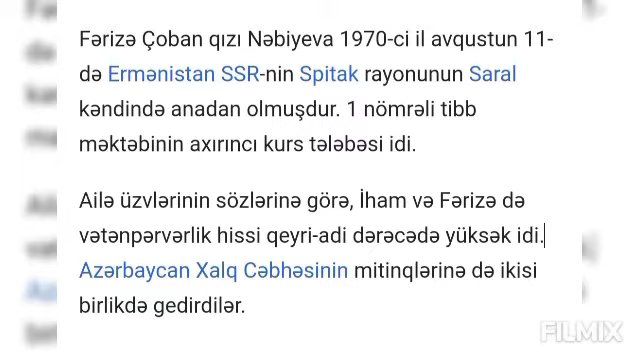 Fərizə Çoban qızı Nəbiyeva 1970-ci il avqustun 11-
də Ermənistan SSR-nin Spitak rayonunun Saral
kəndində anadan olmuşdur. 1 nömrəli tibb
məktəbinin axırıncı kurs tələbəsi idi.
Ailə üzvlərinin sözlərinə görə, İham və Fərizə də
vətənpərvərlik hissi qeyri-adi dərəcədə yüksək idi.
Azərbaycan Xalq Cəbhəsinin mitinqlərinə də ikisi
birlikdə gedirdilər.
FILMIX